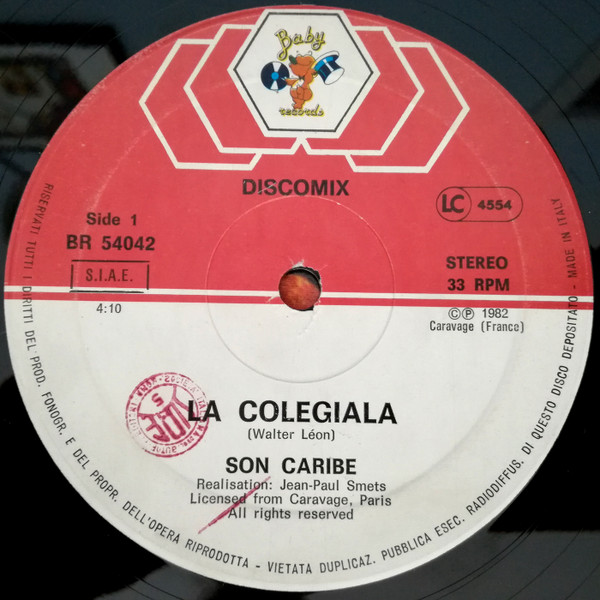 Baby
records
DISCOMIX
Side 1
BR 54042
S.I.A.E.
LC 4554
STEREO
33 RPM
4:10
©Ⓟ 1982
Caravage (France)
LA COLEGIALA
(Walter Léon)
SON CARIBE
Realisation: Jean-Paul Smets
Licensed from Caravage, Paris
All rights reserved
RISERVATI TUTTI I DIRITTI DEL PROD. FONOGR. E DEL PROPR. DELL'OPERA RIPRODOTTA - VIETATA DUPLICAZ. PUBBLICA ESEC. RADIODIFFUS. DI QUESTO DISCO DEPOSITATO - MADE IN ITALY